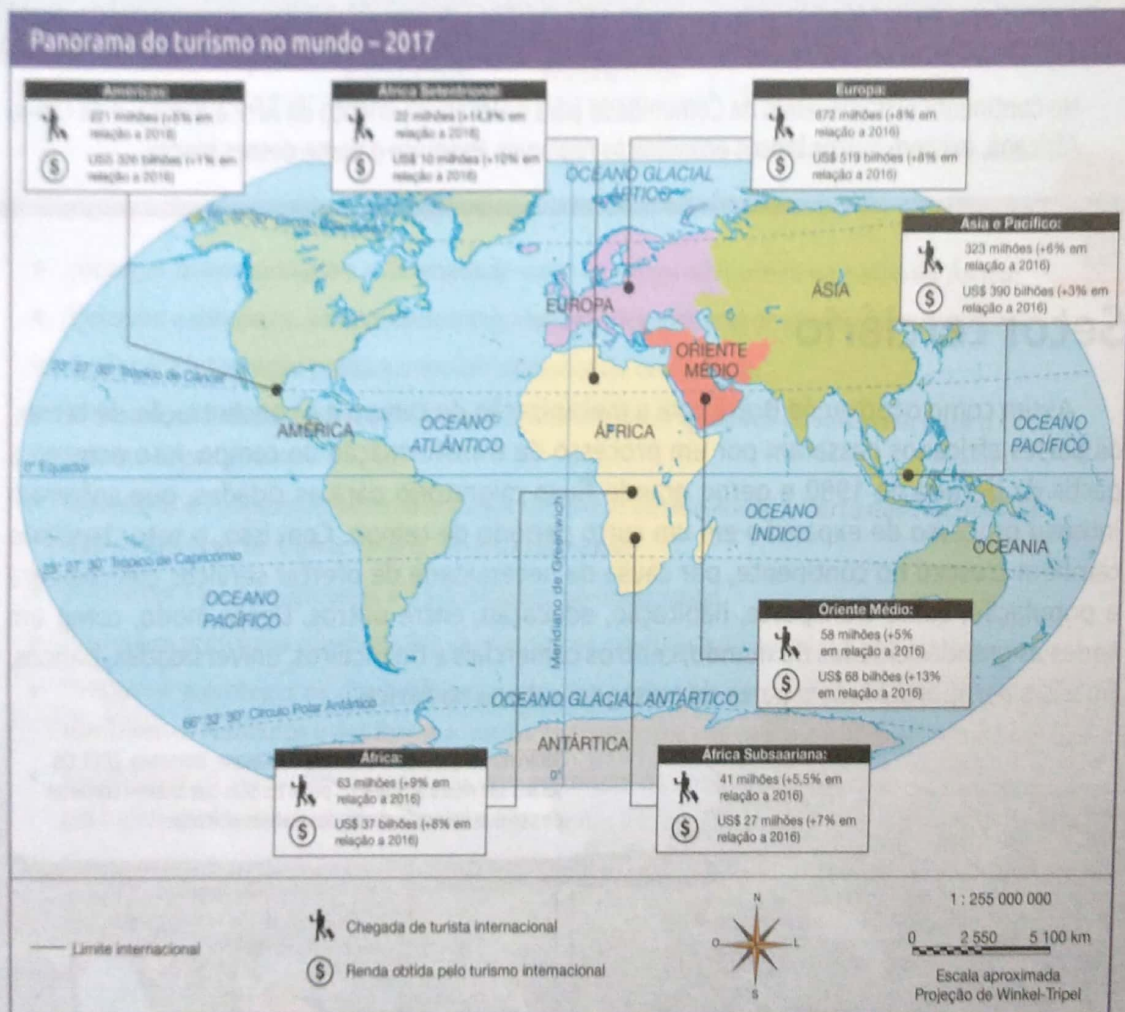 Panorama do turismo no mundo – 2017
Américas:
relação a 2016)
US$ 326 bilhões (+1% em
relação a 2016)
África Setentrional:
relação a 2016)
US$ 10 milhões (+10% em
relação a 2016)
Europa:
672 milhões (+8% em
relação a 2016)
US$ 519 bilhões (+8% em
relação a 2016)
Ásia e Pacífico:
323 milhões (+6% em
relação a 2016)
US$ 390 bilhões (+3% em
relação a 2016)
OCEANO GLACIAL
ÁRTICO
EUROPA
ÁSIA
ORIENTE
MÉDIO
Trópico de Câncer
AMÉRICA
OCEANO
ATLÂNTICO
ÁFRICA
OCEANO
PACÍFICO
0° Equador
OCEANO
ÍNDICO
OCEANIA
23° 27' 30" Trópico de Capricórnio
OCEANO
PACÍFICO
Meridiano de Greenwich
Oriente Médio:
58 milhões (+5%
em relação a 2016)
US$ 68 bilhões (+13%
em relação a 2016)
OCEANO GLACIAL ANTÁRTICO
66° 33' 30" Círculo Polar Antártico
ANTÁRTICA
0°
África:
63 milhões (+9% em
relação a 2016)
US$ 37 bilhões (+8% em
relação a 2016)
África Subsaariana:
41 milhões (+5,5% em
relação a 2016)
US$ 27 milhões (+7% em
relação a 2016)
Limite internacional
Chegada de turista internacional
$ Renda obtida pelo turismo internacional
N
O L
S
1 : 255 000 000
0 2 550 5 100 km
Escala aproximada
Projeção de Winkel-Tripel